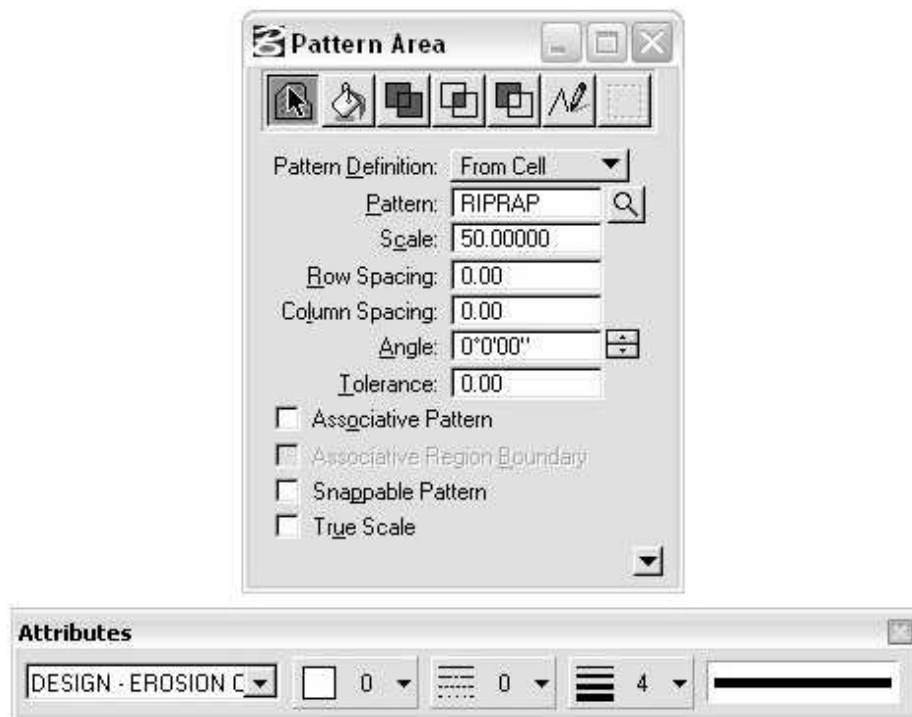 Pattern Area
Pattern Definition: From Cell
Pattern: RIPRAP
Scale: 50.00000
Row Spacing: 0.00
Column Spacing: 0.00
Angle: 0°0'00"
Tolerance: 0.00
Associative Pattern
Associative Region Boundary
Snappable Pattern
True Scale
Attributes
DESIGN - EROSION C 0 0 4